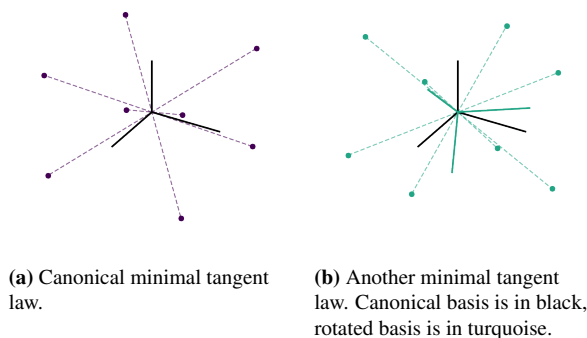 (a) Canonical minimal tangent
law.
(b) Another minimal tangent
law. Canonical basis is in black,
rotated basis is in turquoise.